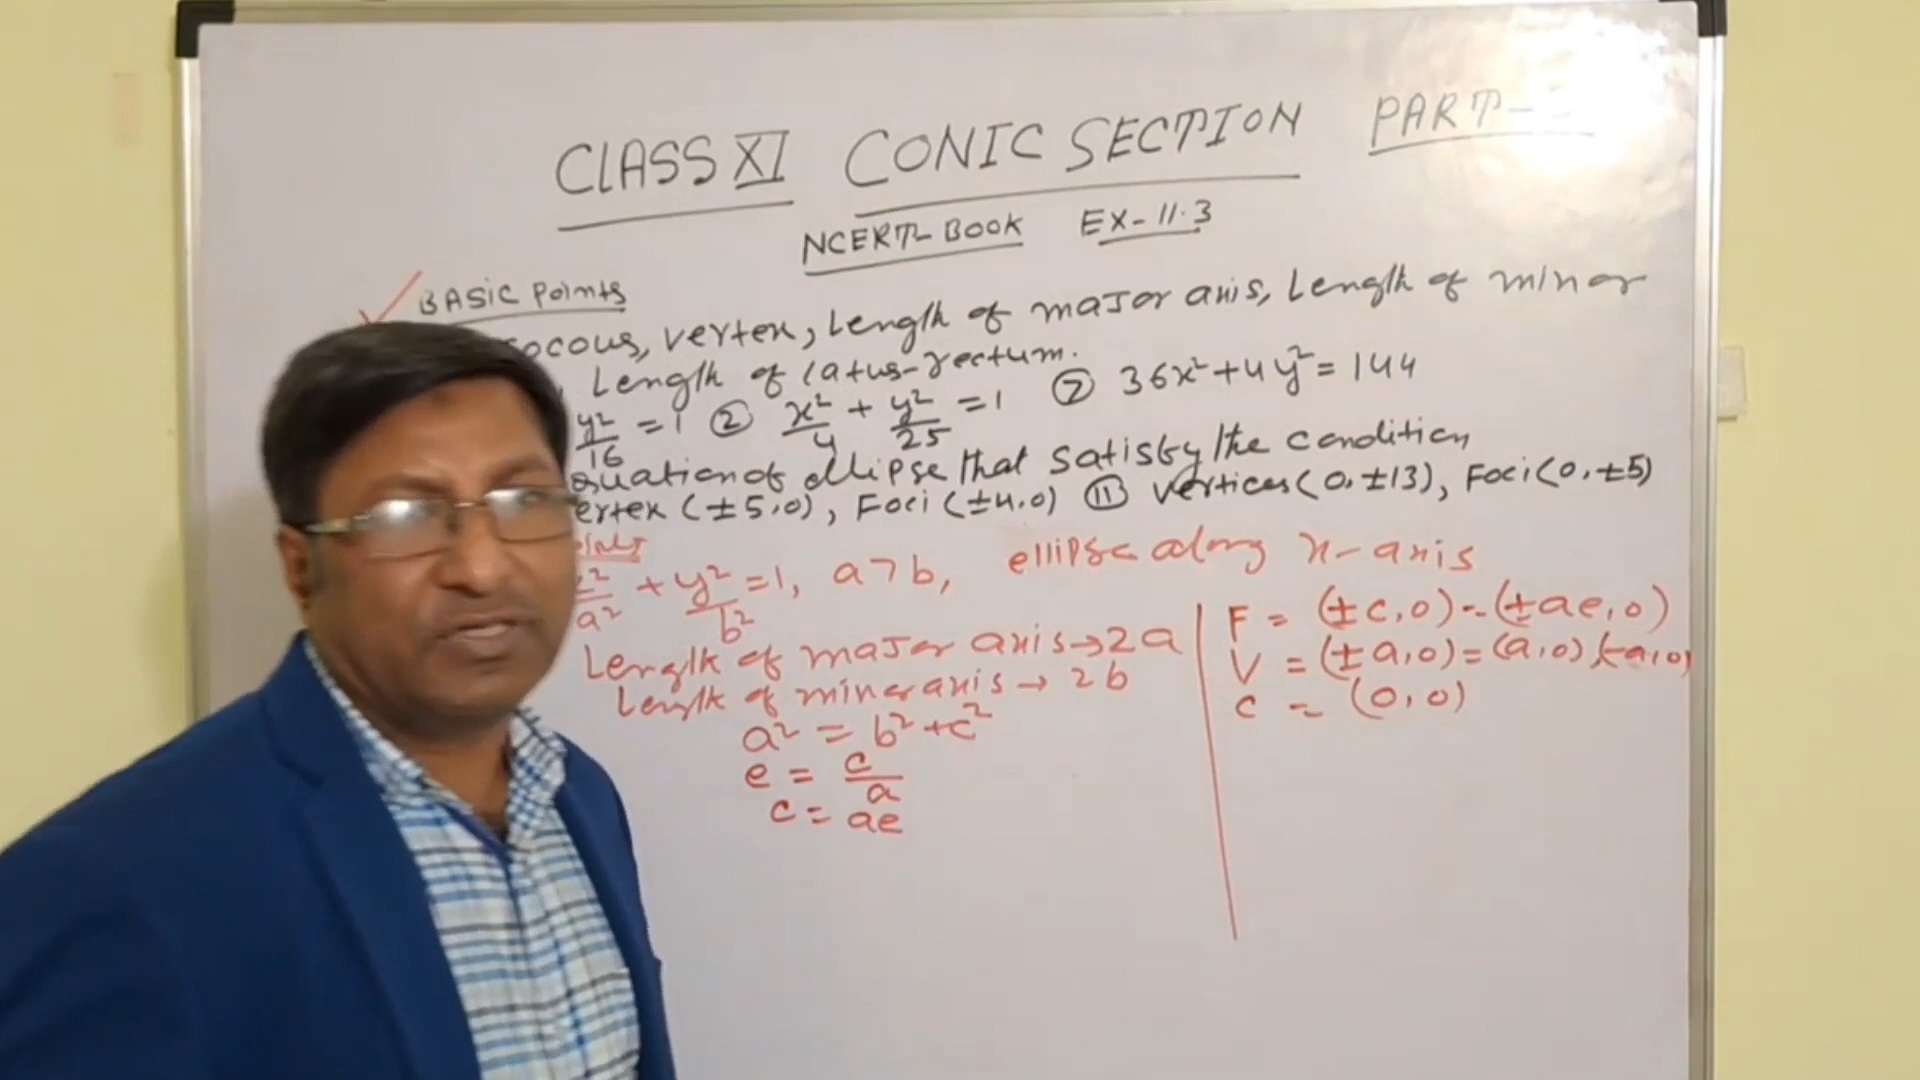 CLASS XI CONIC SECTION PART-
NCERT-BOOK EX-11.3
BASIC Points
focous, vertex, Length of major axis, Length of minor
, Length of latus-rectum.
y²/16 = 1 ② x²/4 + y²/25 = 1 ⑦ 36x² + 4y² = 144
quation of ellipse that satisfy the condition
ertex (±5,0), Foci (±4,0) ⑪ vertices (0,±13), Foci (0,±5)
x²/a² + y²/b² = 1, a > b, ellipse along x-axis
Length of major axis → 2a
Length of minor axis → 2b
a² = b² + c²
e = c/a
c = ae
F = (±c,0) - (±ae,0)
V = (±a,0) = (a,0) (-a,0)
c = (0,0)